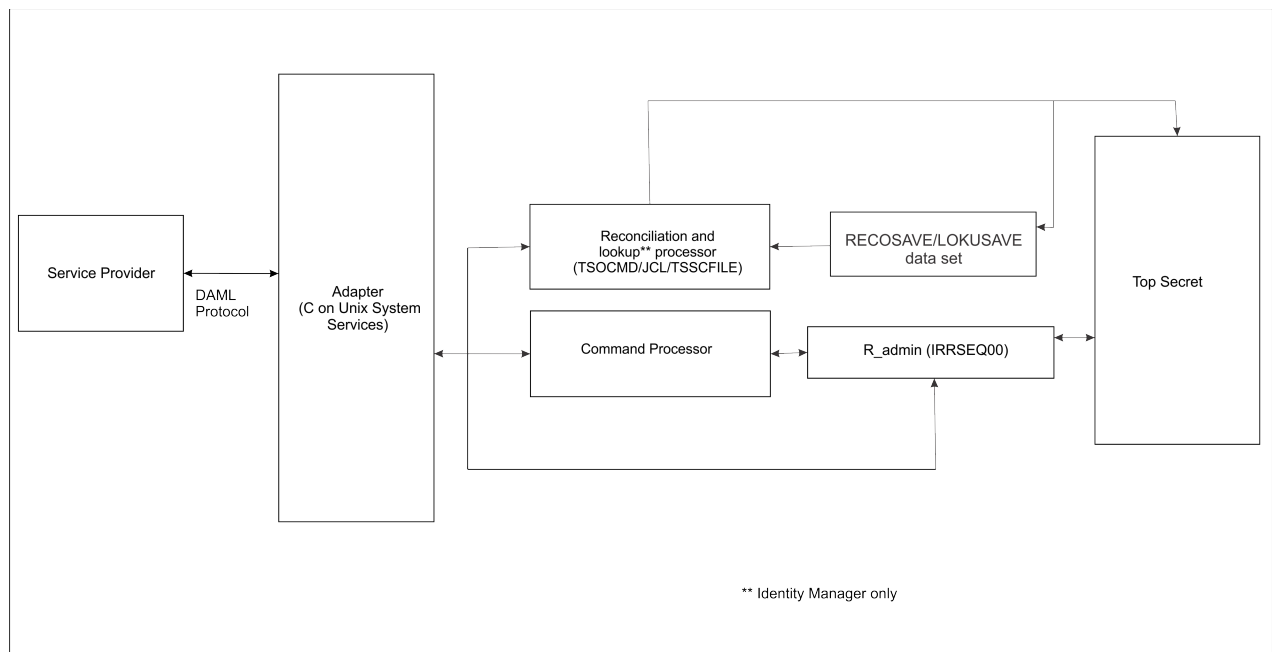 Service Provider
DAML
Protocol
Adapter
(C on Unix System
Services)
Reconciliation and
lookup** processor
(TSOCMD/JCL/TSSCFILE)
RECOSAVE/LOKUSAVE
data set
Command Processor
R_admin (IRRSEQ00)
Top Secret
** Identity Manager only